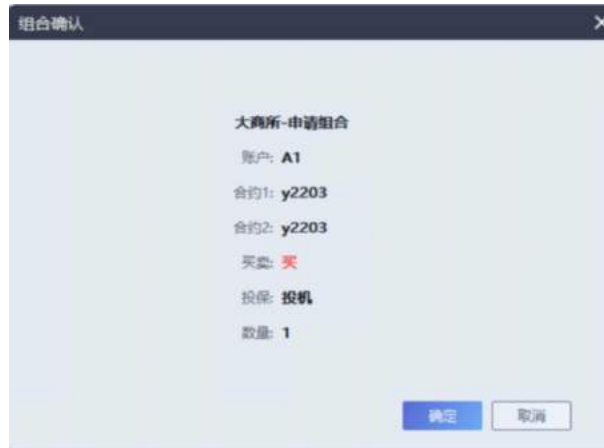 组合确认
大商所-申请组合
账户: A1
合约1: y2203
合约2: y2203
买卖: 买
投保: 投机
数量: 1
确定
取消